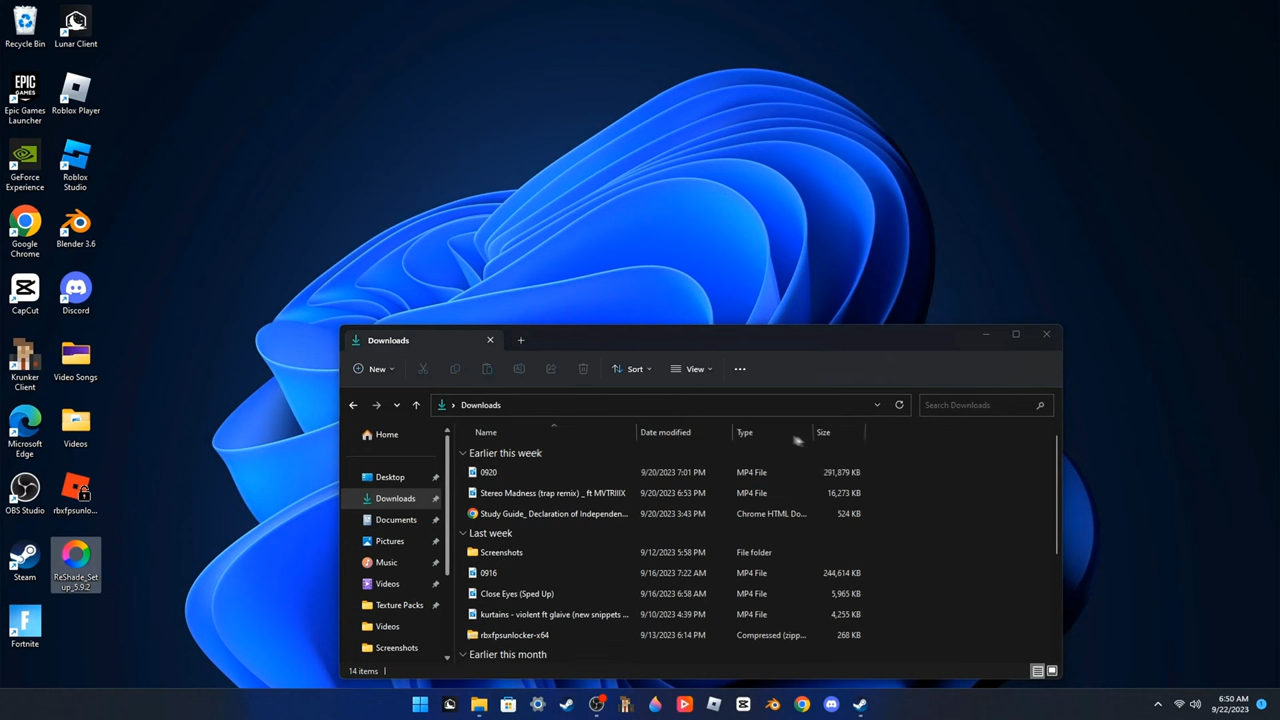 Recycle Bin
Lunar Client
EPIC
GAMES
Epic Games
Launcher
Roblox Player
GeForce
Experience
Roblox
Studio
Google
Chrome
Blender 3.6
CapCut
Discord
Krunker
Client
Video Songs
Microsoft
Edge
Videos
OBS Studio
rbxfpsunlo...
Steam
ReShade_Set
up_5.9.2
Fortnite
Downloads
New
Sort
View
Downloads
Search Downloads
Home
Desktop
Downloads
Documents
Pictures
Music
Videos
Texture Packs
Videos
Screenshots
Name Date modified Type Size
Earlier this week
0920 9/20/2023 7:01 PM MP4 File 291,879 KB
Stereo Madness (trap remix) _ ft MVTRIIIX 9/20/2023 6:53 PM MP4 File 16,273 KB
Study Guide_ Declaration of Independen... 9/20/2023 3:43 PM Chrome HTML Do... 524 KB
Last week
Screenshots 9/12/2023 5:58 PM File folder
0916 9/16/2023 7:22 AM MP4 File 244,614 KB
Close Eyes (Sped Up) 9/16/2023 6:58 AM MP4 File 5,965 KB
kurtains - violent ft glaive (new snippets ... 9/10/2023 4:39 PM MP4 File 4,255 KB
rbxfpsunlocker-x64 9/13/2023 6:14 PM Compressed (zipp... 268 KB
Earlier this month
14 items
6:50 AM
9/22/2023